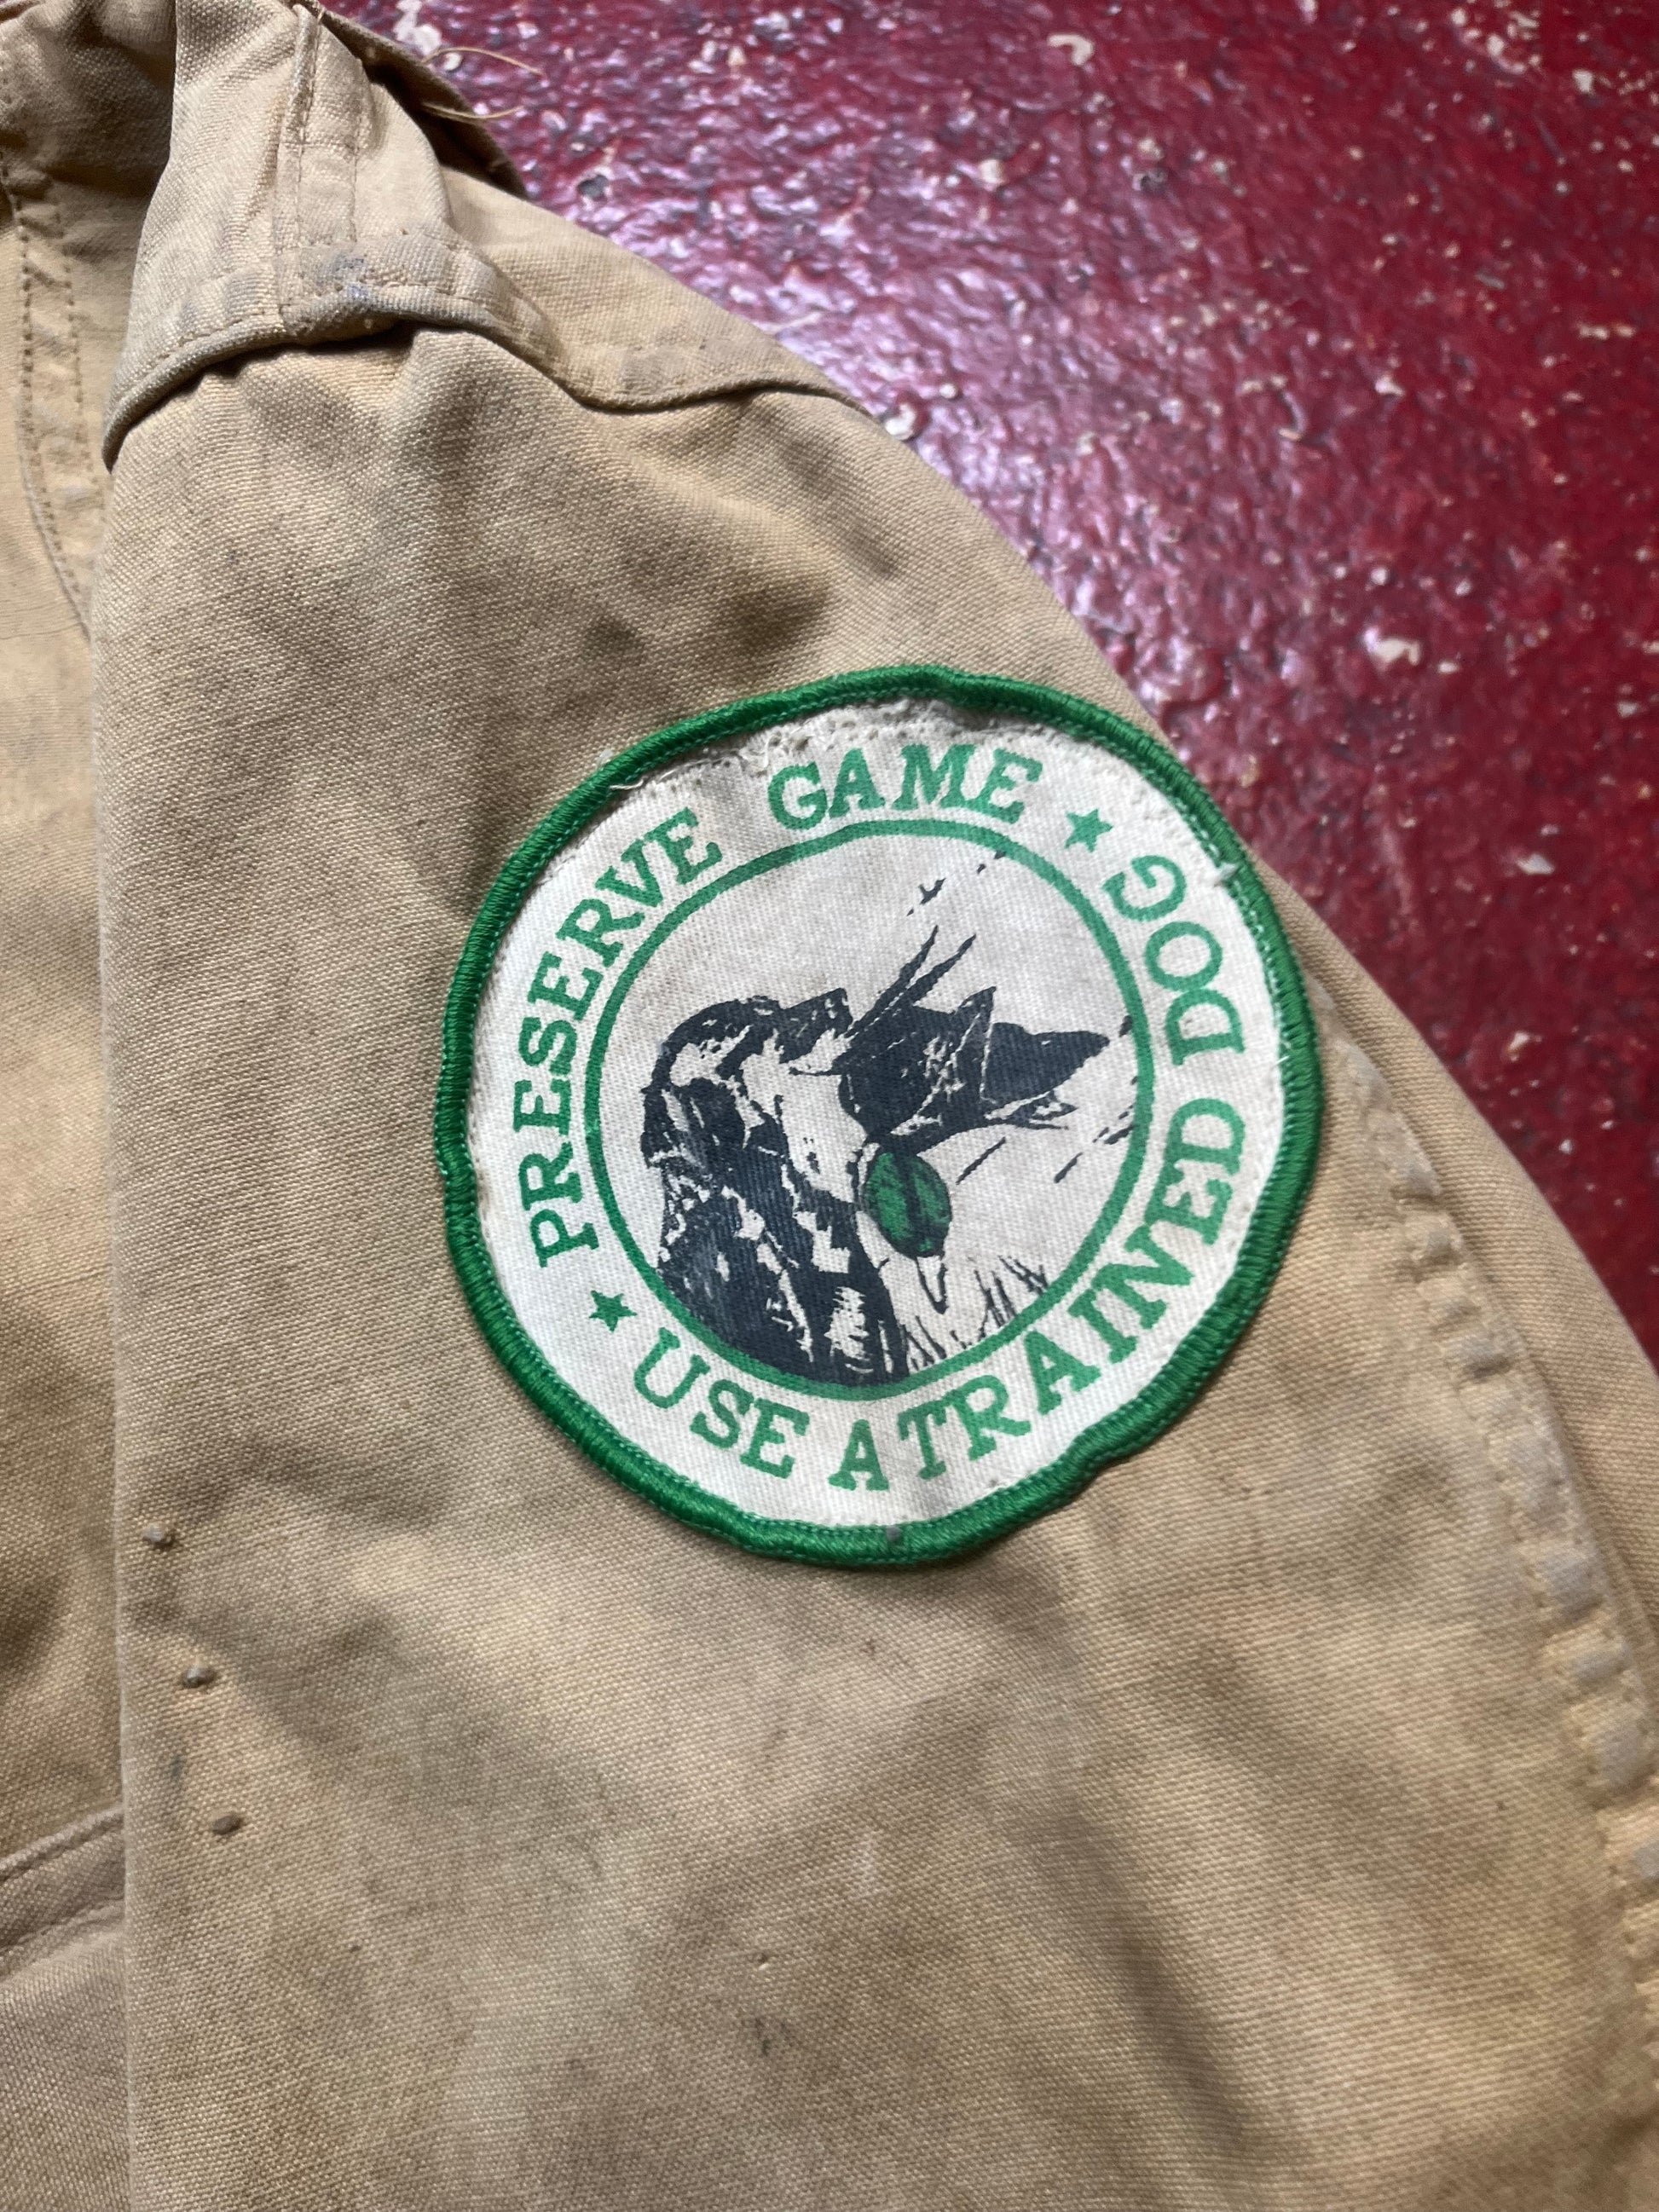 PRESERVE GAME ★
USE A TRAINED DOG ★